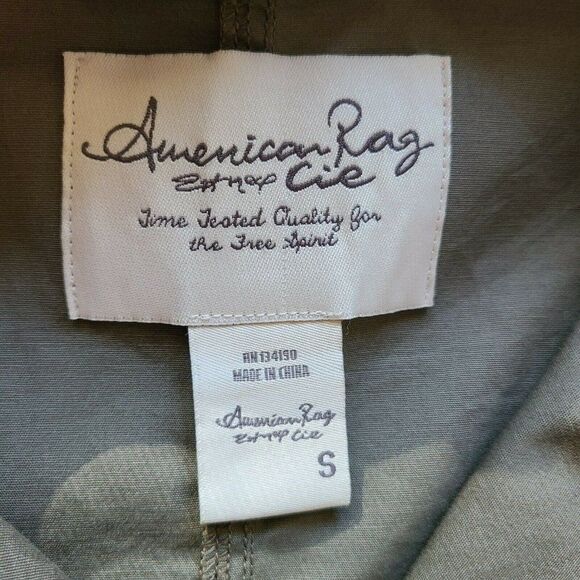 American Rag
Cie
Time Tested Quality for
the Free Spirit
RN 134190
MADE IN CHINA
American Rag
Cie
S